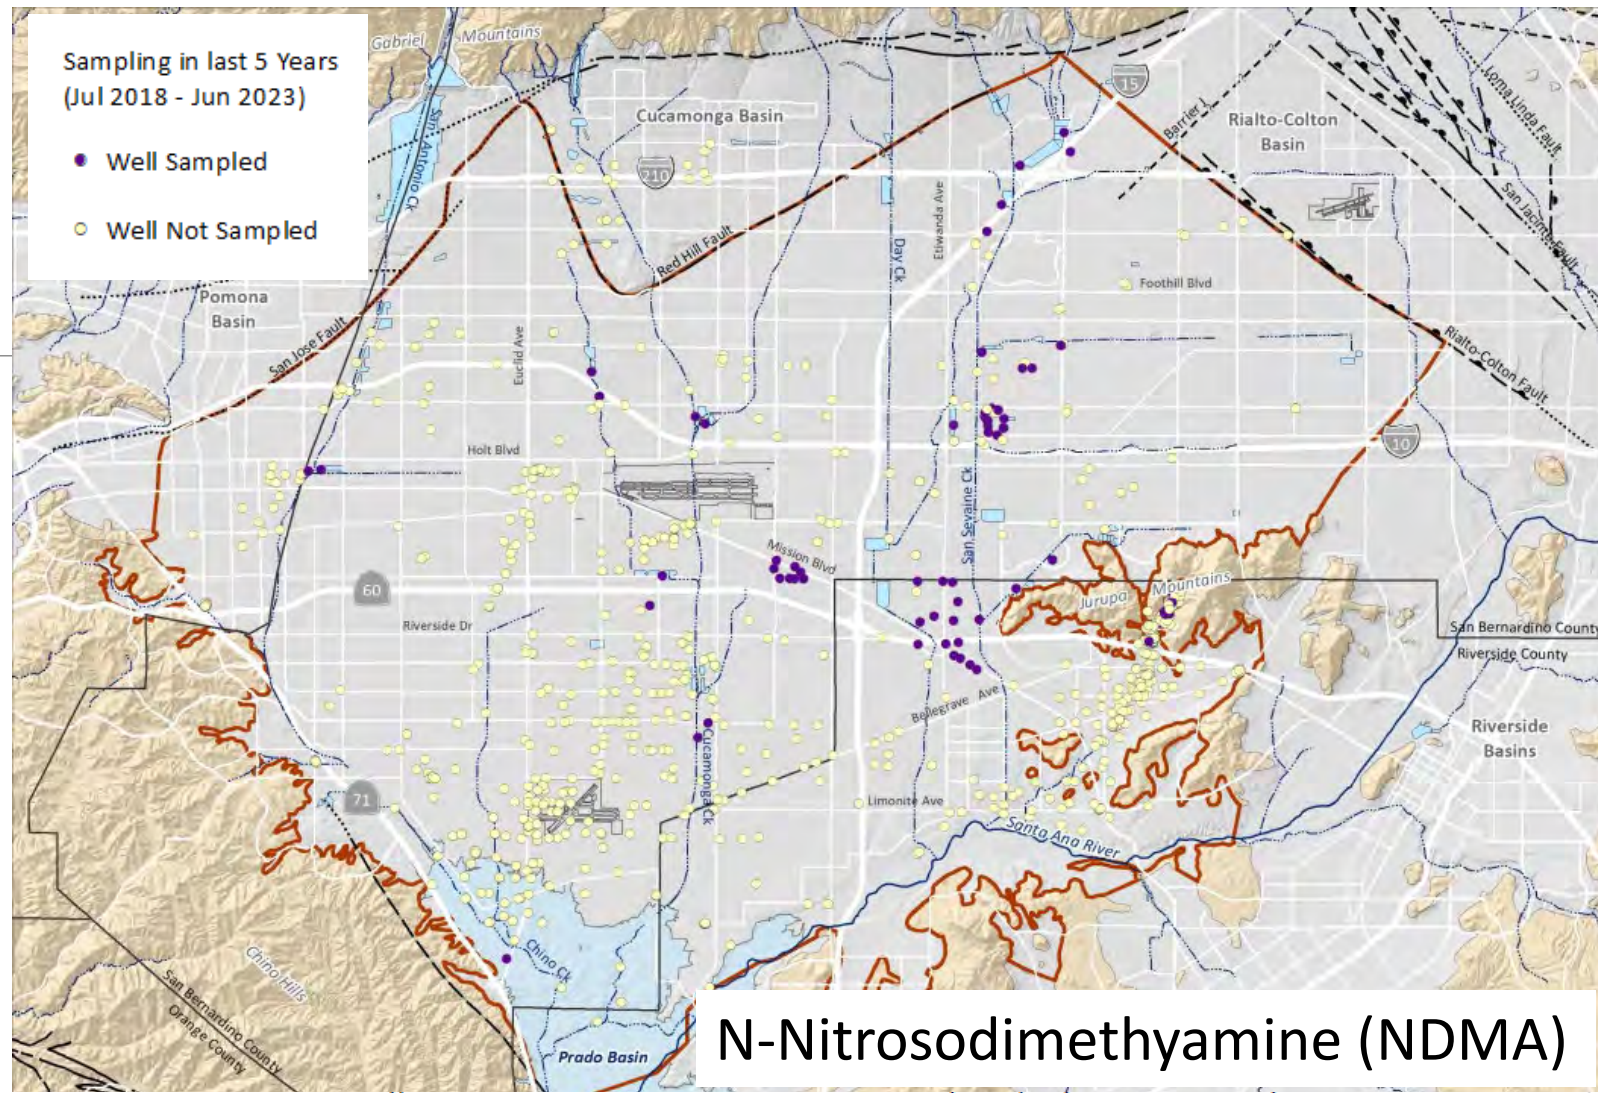 Sampling in last 5 Years
(Jul 2018 - Jun 2023)
Well Sampled
Well Not Sampled
Gabriel Mountains
San Antonio Ck
Cucamonga Basin
210
15
Barrier J
Rialto-Colton
Basin
Loma Linda Fault
San Jacinto Fault
Etiwanda Ave
Day Ck
Red Hill Fault
Foothill Blvd
Pomona
Basin
San Jose Fault
Euclid Ave
Rialto-Colton Fault
Holt Blvd
10
San Sevaine Ck
Mission Blvd
60
Jurupa Mountains
Riverside Dr
San Bernardino County
Riverside County
Bellegrave Ave
Cucamonga Ck
Riverside
Basins
71
Limonite Ave
Santa Ana River
Chino Hills
Chino Ck
San Bernardino County
Orange County
Prado Basin
N-Nitrosodimethyamine (NDMA)